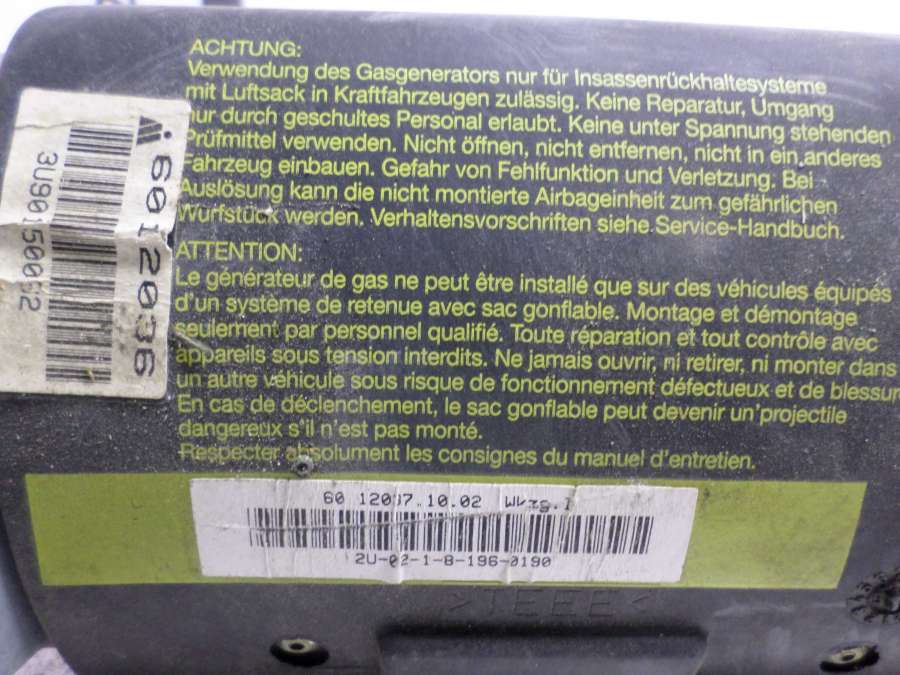 ACHTUNG:
Verwendung des Gasgenerators nur für Insassenrückhaltesysteme
mit Luftsack in Kraftfahrzeugen zulässig. Keine Reparatur, Umgang
nur durch geschultes Personal erlaubt. Keine unter Spannung stehenden
Prüfmittel verwenden. Nicht öffnen, nicht entfernen, nicht in ein anderes
Fahrzeug einbauen. Gefahr von Fehlfunktion und Verletzung. Bei
Auslösung kann die nicht montierte Airbageinheit zum gefährlichen
Wurfstück werden. Verhaltensvorschriften siehe Service-Handbuch.
ATTENTION:
Le générateur de gas ne peut être installé que sur des véhicules équipés
d'un système de retenue avec sac gonflable. Montage et démontage
seulement par personnel qualifié. Toute réparation et tout contrôle avec
appareils sous tension interdits. Ne jamais ouvrir, ni retirer, ni monter dans
un autre véhicule sous risque de fonctionnement défectueux et de blessur
En cas de déclenchement, le sac gonflable peut devenir un projectile
dangereux s'il n'est pas monté.
Respecter absolument les consignes du manuel d'entretien.
6012036
60 12037.10.02
2U-02-1-8-196-0190
>TEEE<